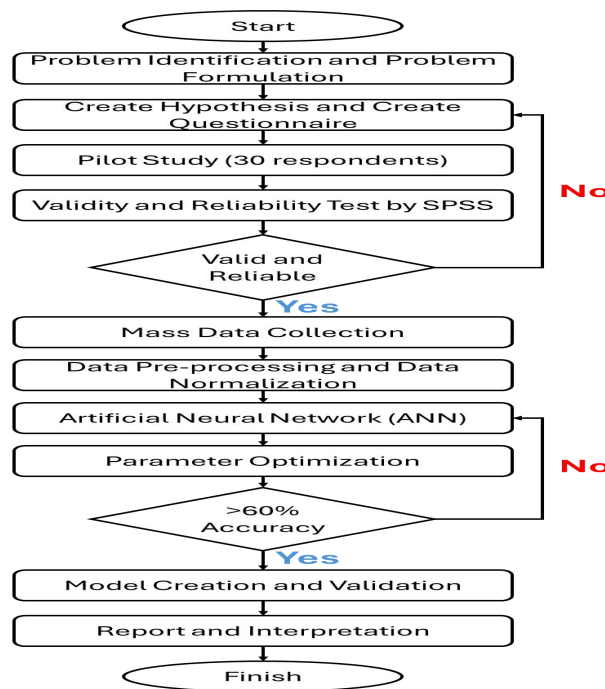 Start
Problem Identification and Problem
Formulation
Create Hypothesis and Create
Questionnaire
Pilot Study (30 respondents)
No
Validity and Reliability Test by SPSS
Valid and
Reliable
Yes
Mass Data Collection
Data Pre-processing and Data
Normalization
Artificial Neural Network (ANN)
Parameter Optimization
No
>60%
Accuracy
Yes
Model Creation and Validation
Report and Interpretation
Finish